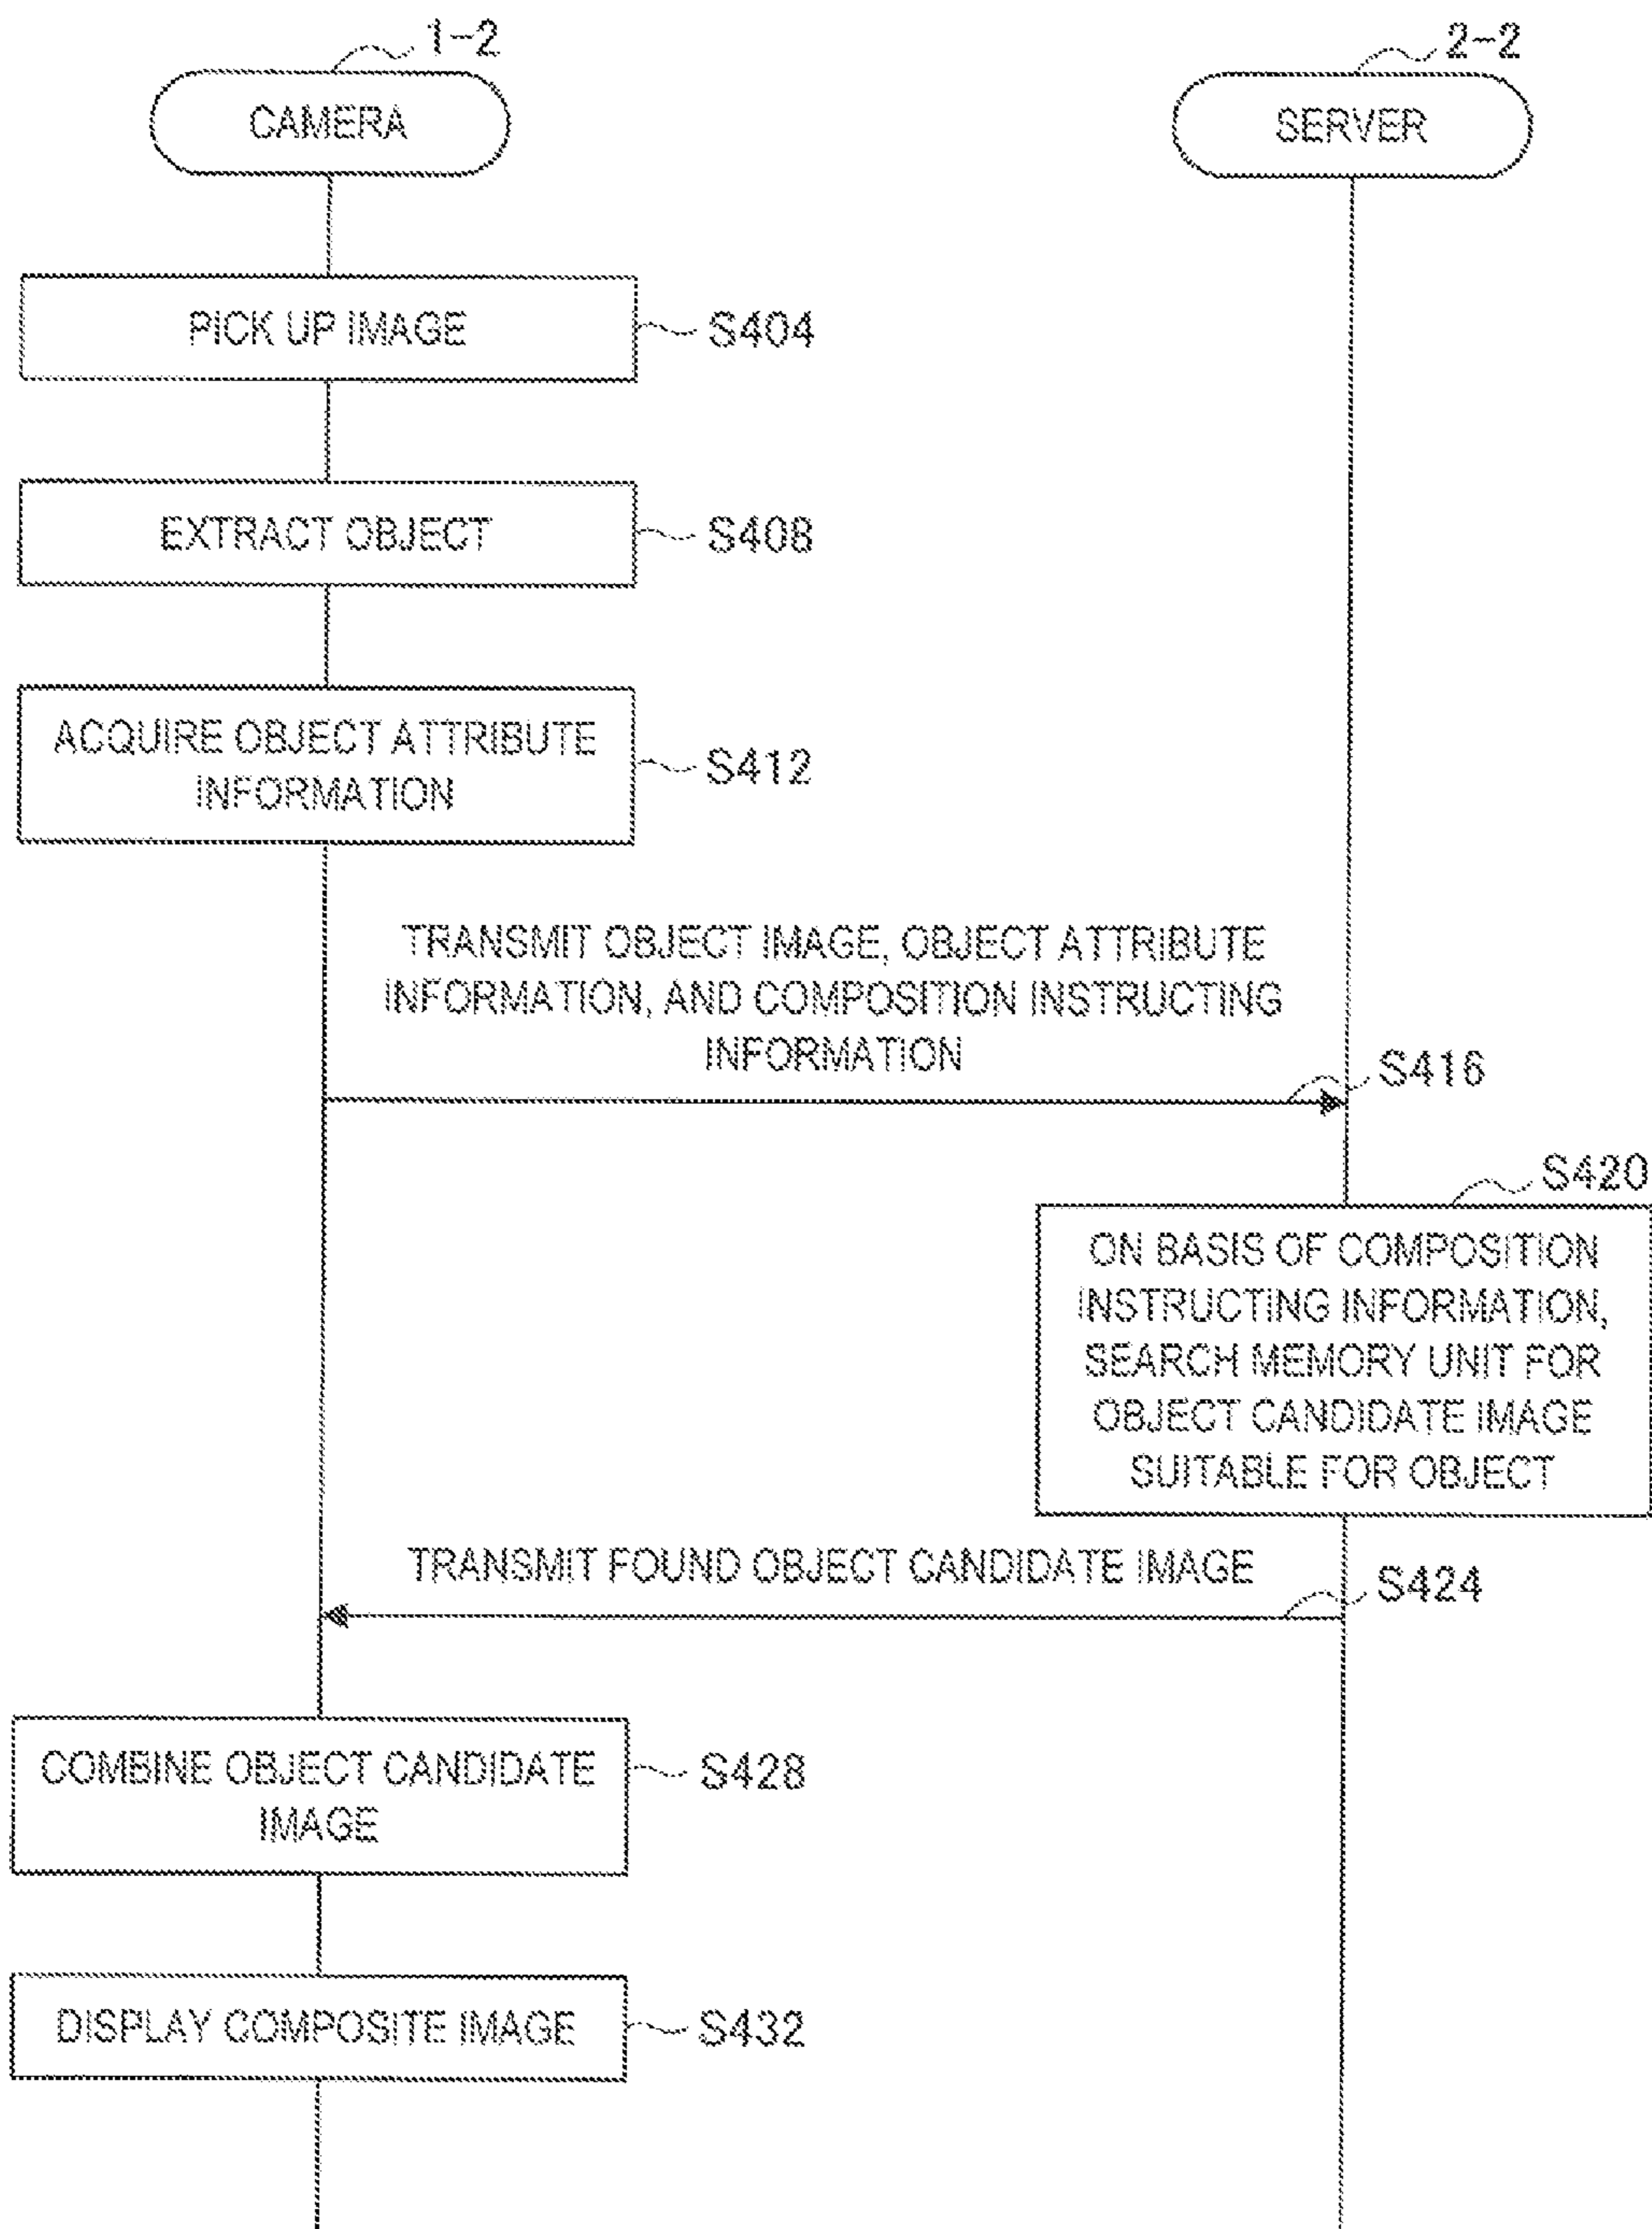 1-2
2-2
CAMERA
SERVER
PICK UP IMAGE
S404
EXTRACT OBJECT
S408
ACQUIRE OBJECT ATTRIBUTE
INFORMATION
S412
TRANSMIT OBJECT IMAGE, OBJECT ATTRIBUTE
INFORMATION, AND COMPOSITION INSTRUCTING
INFORMATION
S416
S420
ON BASIS OF COMPOSITION
INSTRUCTING INFORMATION,
SEARCH MEMORY UNIT FOR
OBJECT CANDIDATE IMAGE
SUITABLE FOR OBJECT
TRANSMIT FOUND OBJECT CANDIDATE IMAGE
S424
COMBINE OBJECT CANDIDATE
IMAGE
S428
DISPLAY COMPOSITE IMAGE
S432